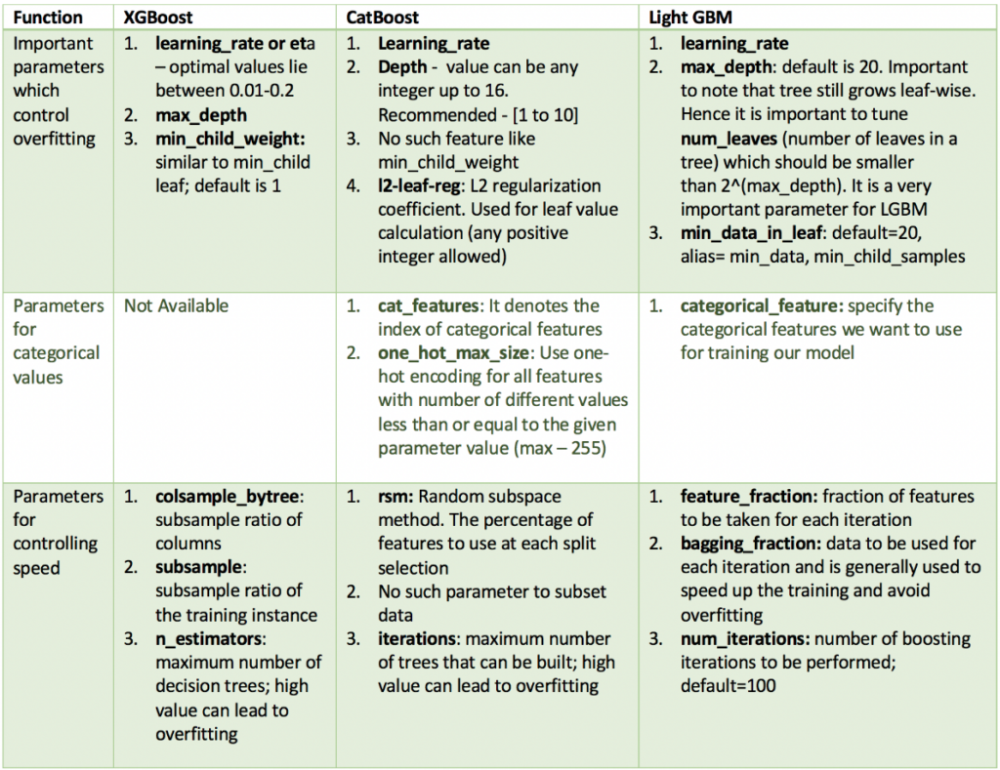 Function
XGBoost
CatBoost
Light GBM
Important
parameters
which
control
overfitting
1. learning_rate or eta
– optimal values lie
between 0.01-0.2
2. max_depth
3. min_child_weight:
similar to min_child
leaf; default is 1
1. Learning_rate
2. Depth - value can be any
integer up to 16.
Recommended - [1 to 10]
3. No such feature like
min_child_weight
4. l2-leaf-reg: L2 regularization
coefficient. Used for leaf value
calculation (any positive
integer allowed)
1. learning_rate
2. max_depth: default is 20. Important
to note that tree still grows leaf-wise.
Hence it is important to tune
num_leaves (number of leaves in a
tree) which should be smaller
than 2^(max_depth). It is a very
important parameter for LGBM
3. min_data_in_leaf: default=20,
alias= min_data, min_child_samples
Parameters
for
categorical
values
Not Available
1. cat_features: It denotes the
index of categorical features
2. one_hot_max_size: Use one-
hot encoding for all features
with number of different values
less than or equal to the given
parameter value (max – 255)
1. categorical_feature: specify the
categorical features we want to use
for training our model
Parameters
for
controlling
speed
1. colsample_bytree:
subsample ratio of
columns
2. subsample:
subsample ratio of
the training instance
3. n_estimators:
maximum number of
decision trees; high
value can lead to
overfitting
1. rsm: Random subspace
method. The percentage of
features to use at each split
selection
2. No such parameter to subset
data
3. iterations: maximum number
of trees that can be built; high
value can lead to overfitting
1. feature_fraction: fraction of features
to be taken for each iteration
2. bagging_fraction: data to be used for
each iteration and is generally used to
speed up the training and avoid
overfitting
3. num_iterations: number of boosting
iterations to be performed;
default=100